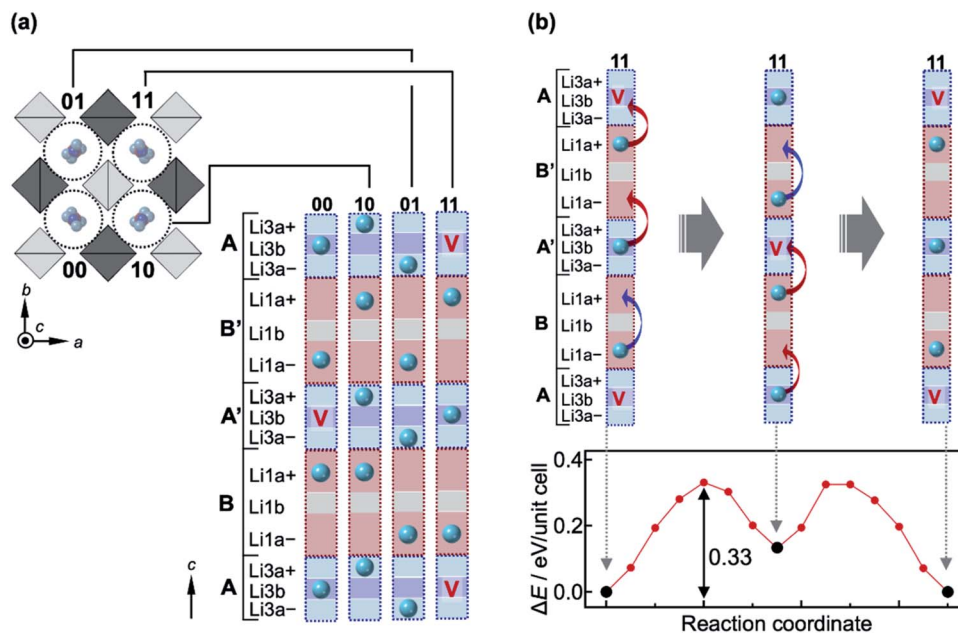 (a)
01 11
00 10
b
c
a
00 10 01 11
A
Li3a+
Li3b
Li3a−
V
B’
Li1a+
Li1b
Li1a−
A’
Li3a+
Li3b
Li3a−
V
B
Li1a+
Li1b
Li1a−
A
Li3a+
Li3b
Li3a−
V
c
(b)
11 11 11
A
Li3a+
Li3b
Li3a−
V V
B’
Li1a+
Li1b
Li1a−
A’
Li3a+
Li3b
Li3a−
V
B
Li1a+
Li1b
Li1a−
A
Li3a+
Li3b
Li3a−
V V
ΔE / eV/unit cell
0.4
0.2
0.0
0.33
Reaction coordinate